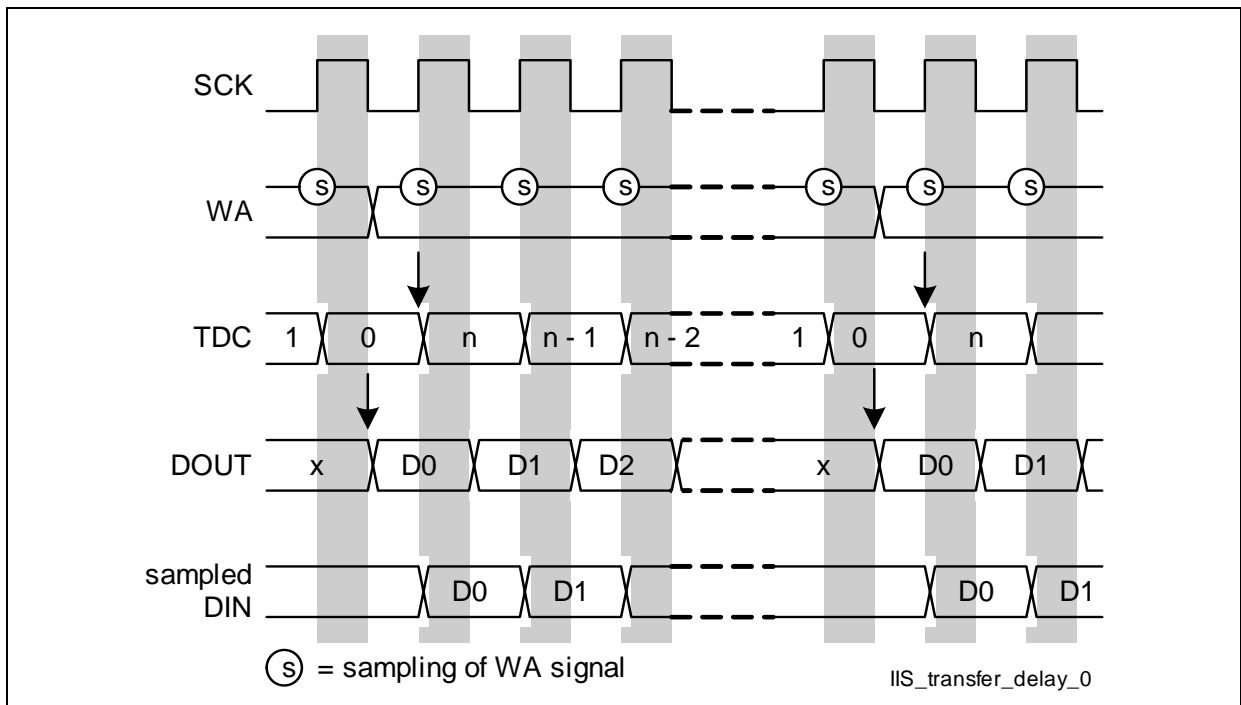 SCK
s s s s s s s
WA
TDC 1 0 n n - 1 n - 2 1 0 n
DOUT x D0 D1 D2 x D0 D1
sampled
DIN D0 D1 D0 D1
s = sampling of WA signal
IIS_transfer_delay_0